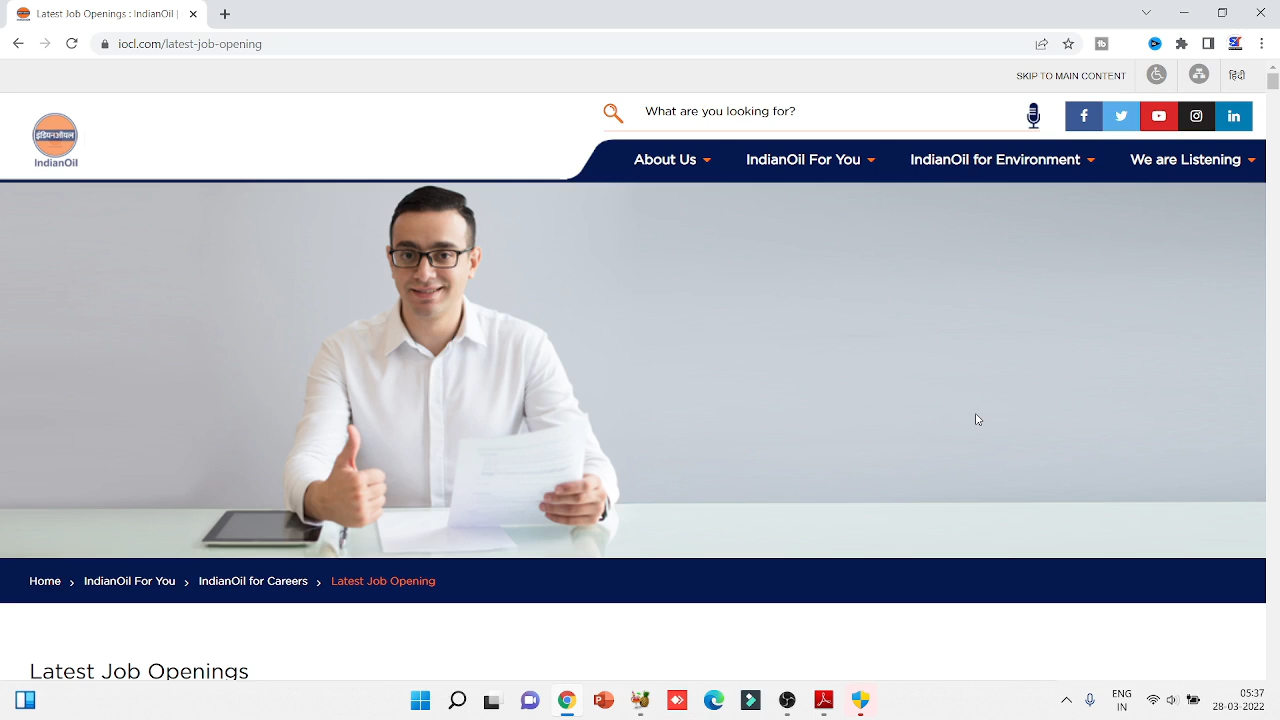 Latest Job Opening : IndianOil |
iocl.com/latest-job-opening
SKIP TO MAIN CONTENT
हिंदी
What are you looking for?
इंडियनऑयल
IndianOil
About Us
IndianOil For You
IndianOil for Environment
We are Listening
Home › IndianOil For You › IndianOil for Careers › Latest Job Opening
Latest Job Openings
ENG
IN
05:37
28-03-2022